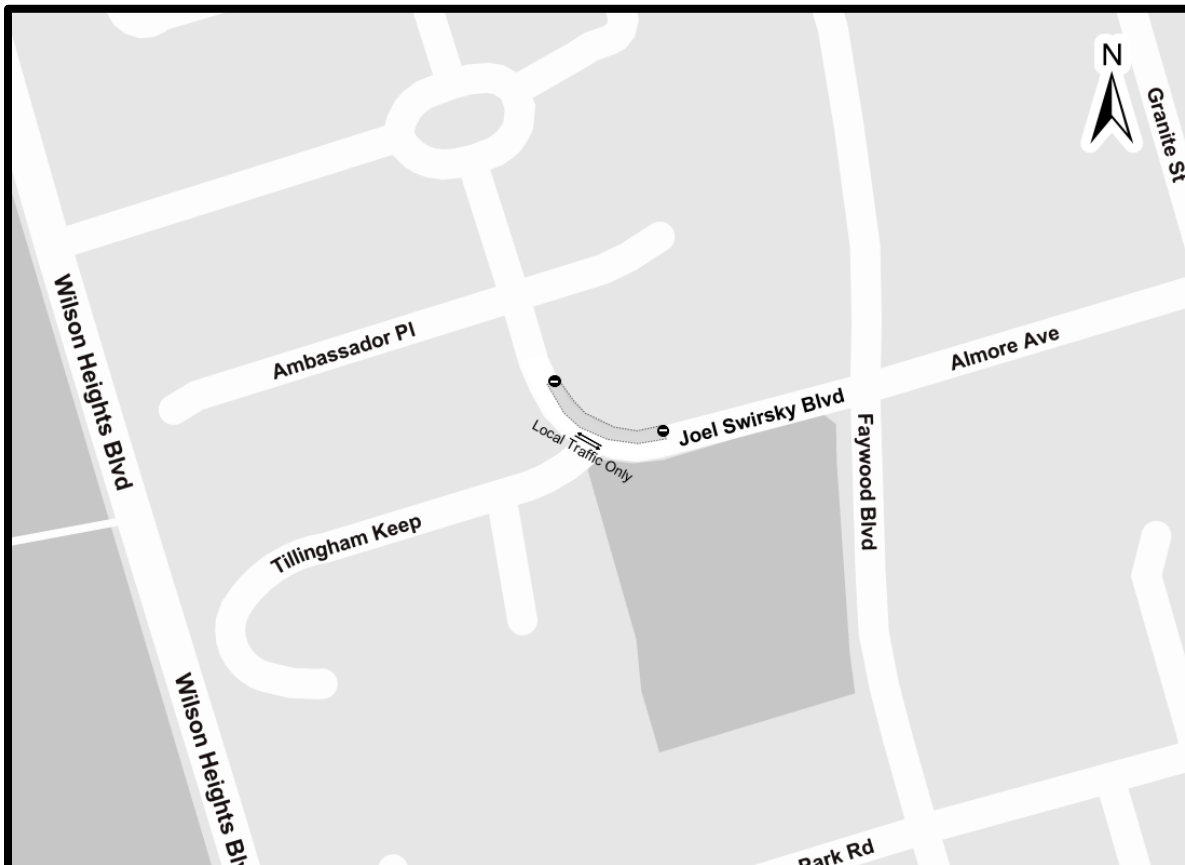 N
Granite St
Wilson Heights Blvd
Ambassador Pl
Almore Ave
Joel Swirsky Blvd
Local Traffic Only
Faywood Blvd
Tillingham Keep
Wilson Heights Blv
Park Rd